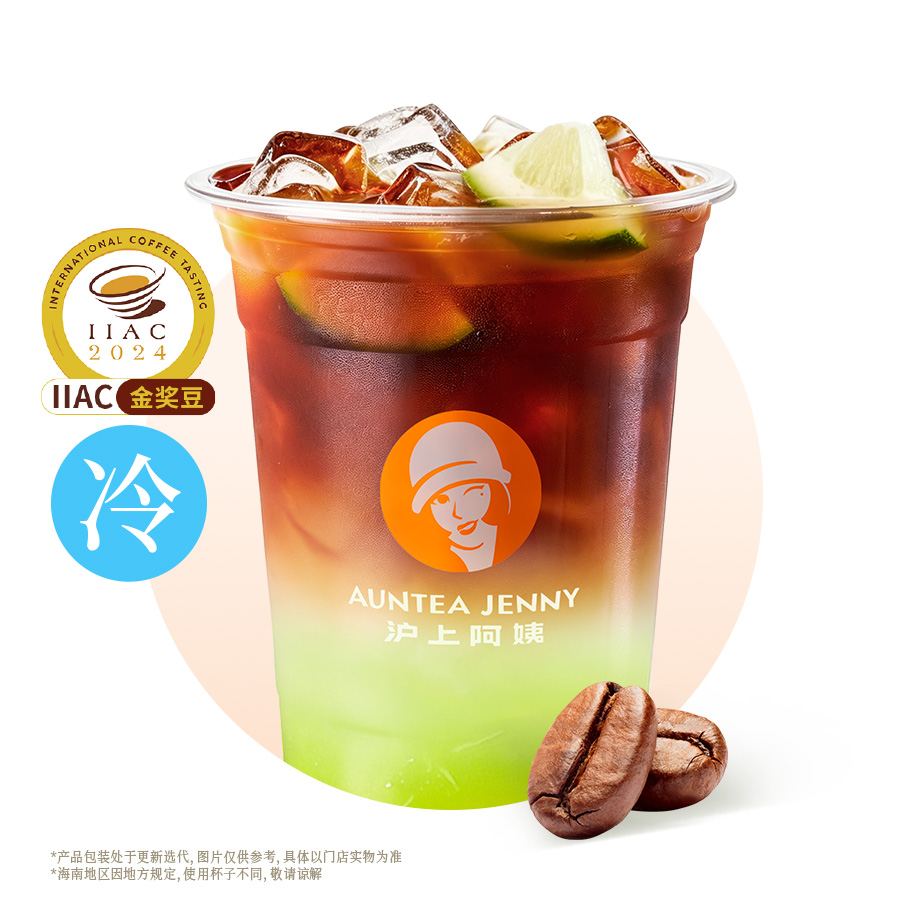 INTERNATIONAL COFFEE TASTING
IIAC
2024
IIAC 金奖豆
冷
AUNTEA JENNY
沪上阿姨
*产品包装处于更新迭代, 图片仅供参考, 具体以门店实物为准
*海南地区因地方规定, 使用杯子不同, 敬请谅解